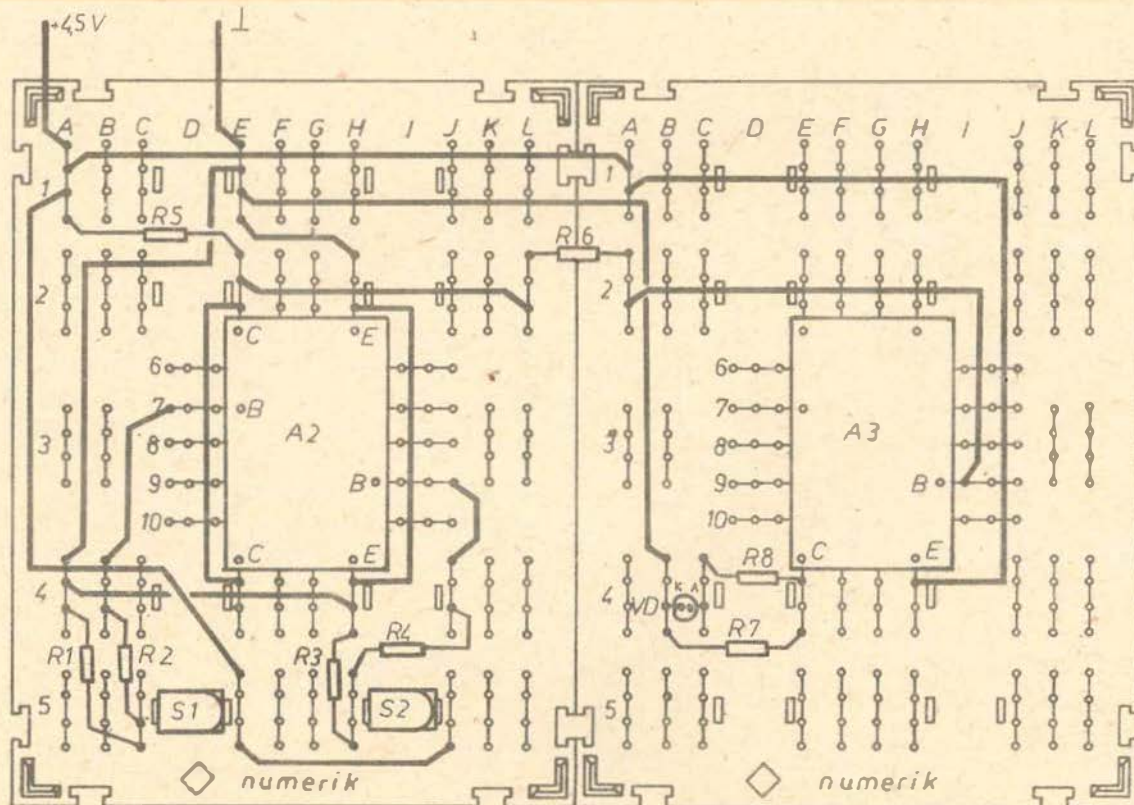 +4,5V ⊥
A B C D E F G H I J K L A B C D E F G H I J K L
1 1
R5 R6
2 2
C E
6 6
7 B 7
3 A2 3 A3
8 8
9 B 9 B
10 10
C E C E
R8
4 4 VD K A
R4 R7
R1 R2 R3
5 S1 S2 5
numerik numerik